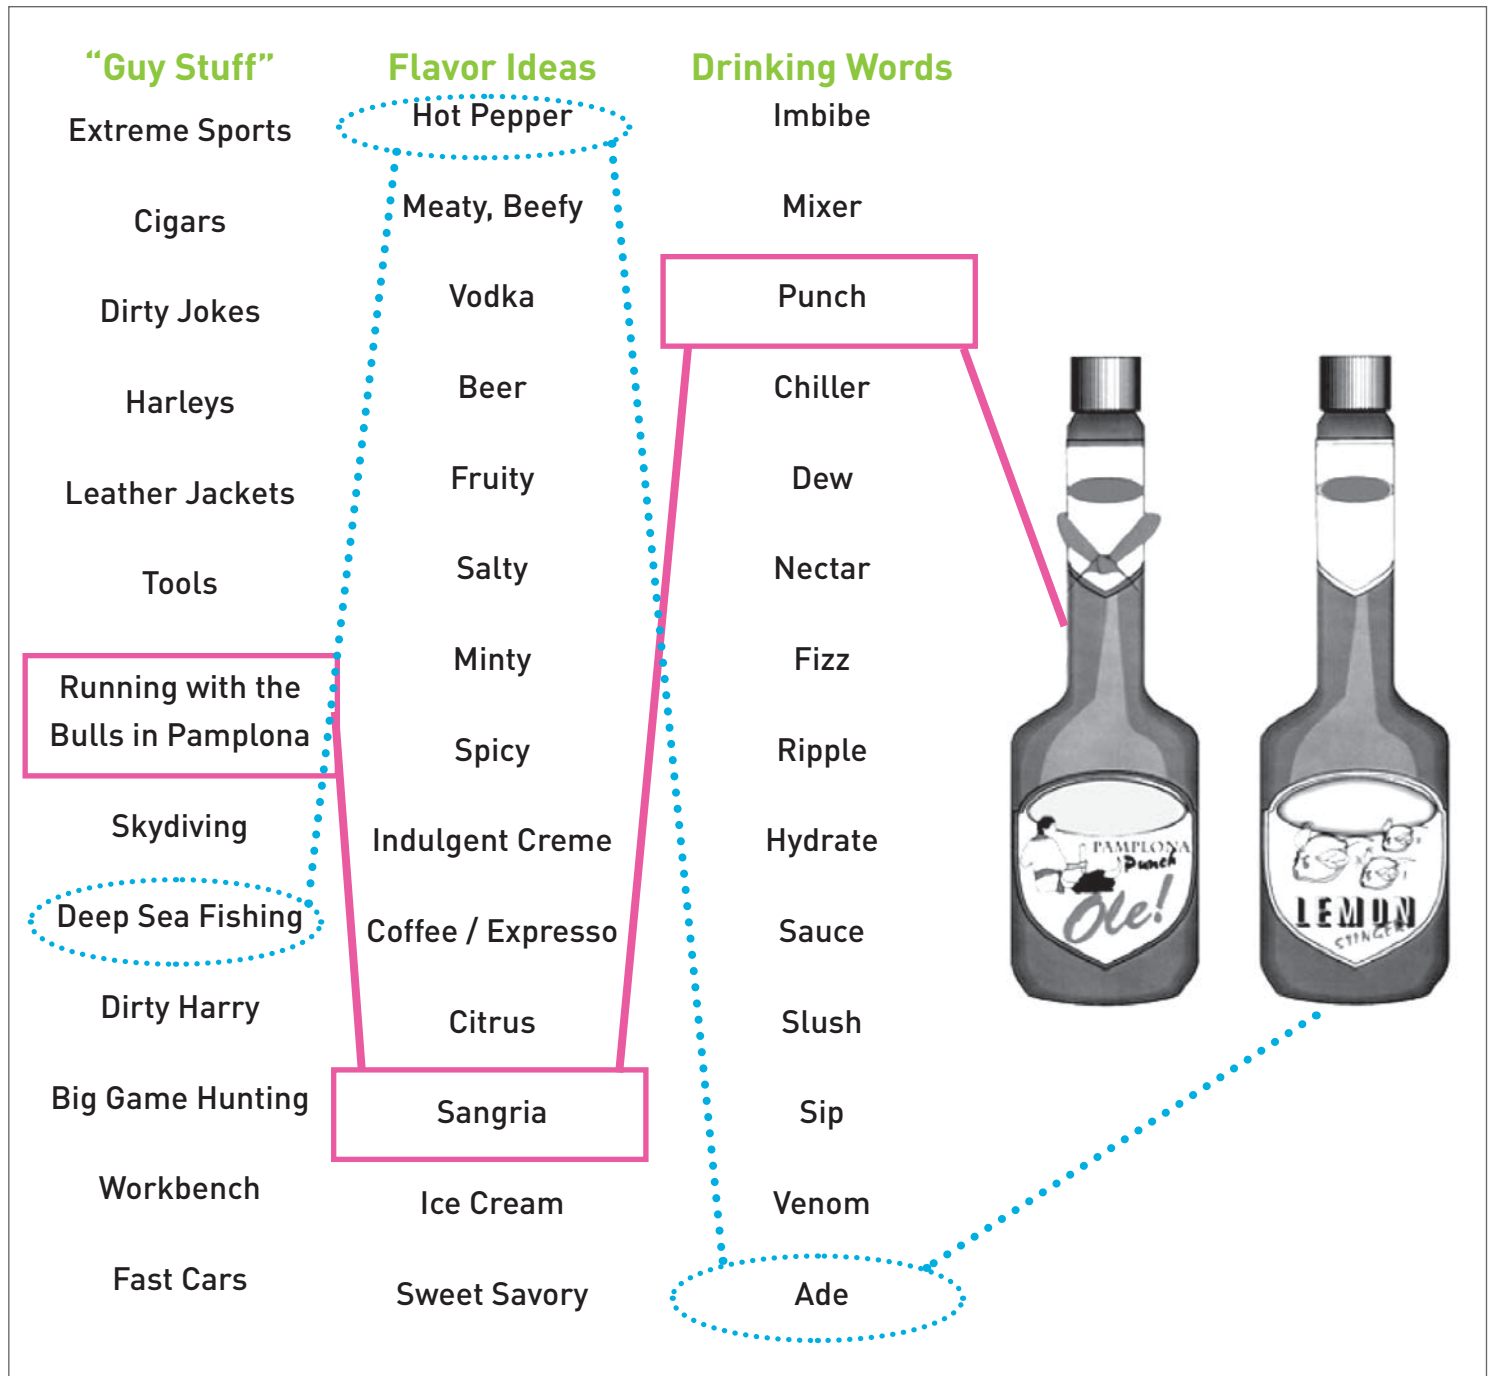 “Guy Stuff”
Extreme Sports
Cigars
Dirty Jokes
Harleys
Leather Jackets
Tools
Running with the
Bulls in Pamplona
Skydiving
Deep Sea Fishing
Dirty Harry
Big Game Hunting
Workbench
Fast Cars
Flavor Ideas
Hot Pepper
Meaty, Beefy
Vodka
Beer
Fruity
Salty
Minty
Spicy
Indulgent Creme
Coffee / Expresso
Citrus
Sangria
Ice Cream
Sweet Savory
Drinking Words
Imbibe
Mixer
Punch
Chiller
Dew
Nectar
Fizz
Ripple
Hydrate
Sauce
Slush
Sip
Venom
Ade
PAMPLONA
Punch
Ole!
LEMON
STINGER